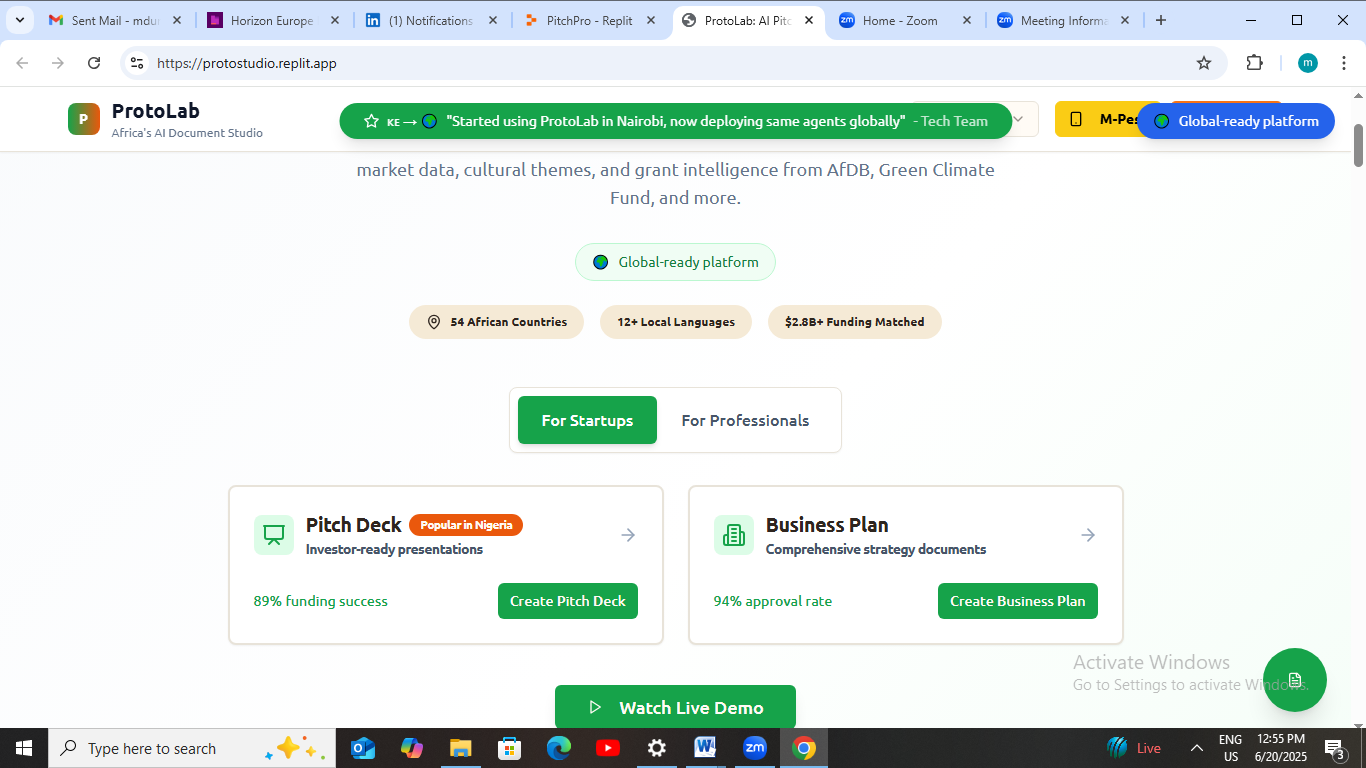 Sent Mail - mdu
Horizon Europe
(1) Notifications
PitchPro - Replit
ProtoLab: AI Pitc
Home - Zoom
Meeting Informa
https://protostudio.replit.app
m
P
ProtoLab
Africa's AI Document Studio
KE → "Started using ProtoLab in Nairobi, now deploying same agents globally" - Tech Team
M-Pes
Global-ready platform
market data, cultural themes, and grant intelligence from AfDB, Green Climate
Fund, and more.
Global-ready platform
54 African Countries
12+ Local Languages
$2.8B+ Funding Matched
For Startups
For Professionals
Pitch Deck
Popular in Nigeria
Investor-ready presentations
89% funding success
Create Pitch Deck
Business Plan
Comprehensive strategy documents
94% approval rate
Create Business Plan
Watch Live Demo
Activate Windows
Go to Settings to activate Windows.
Type here to search
zm
Live
ENG
US
12:55 PM
6/20/2025
3